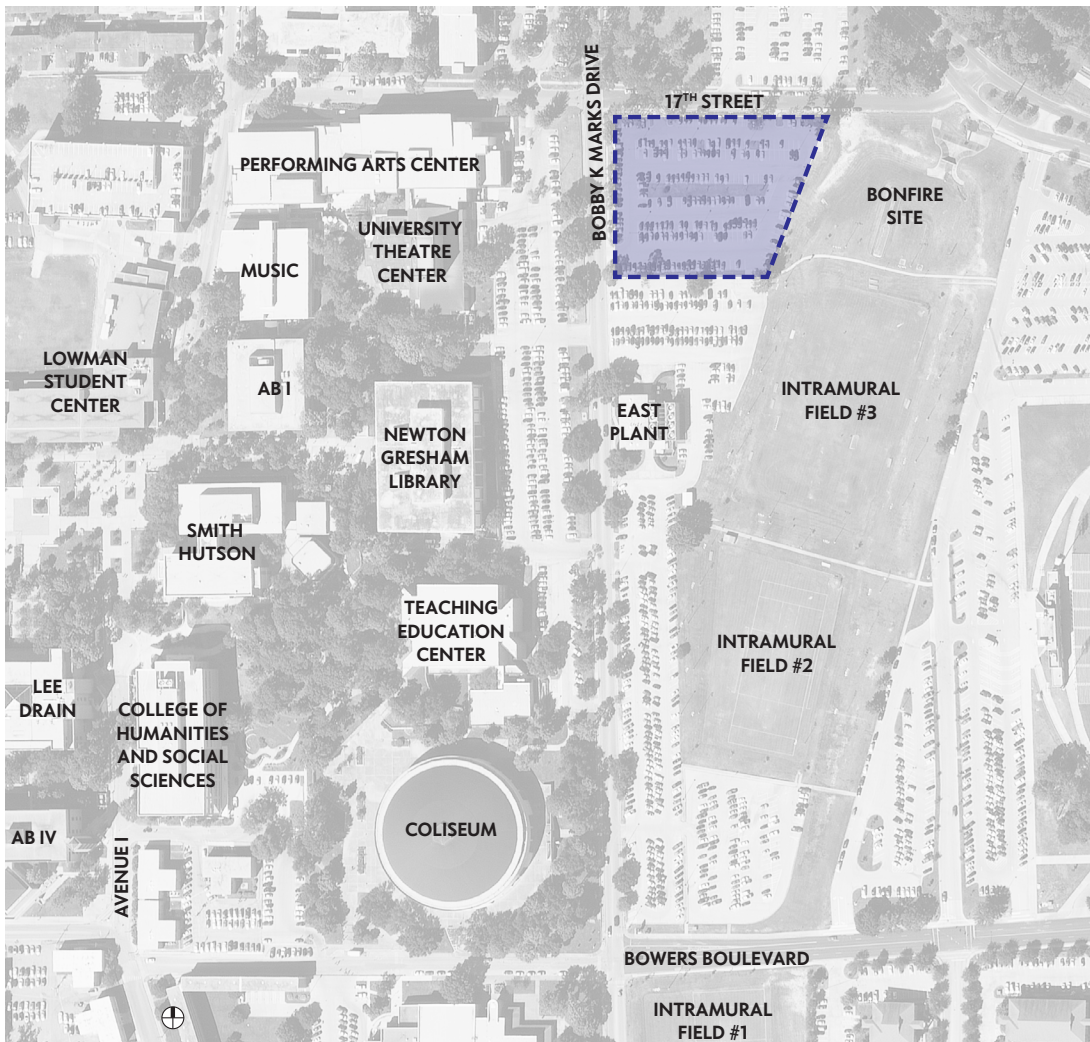 17TH STREET
BOBBY K MARKS DRIVE
PERFORMING ARTS CENTER
BONFIRE
SITE
UNIVERSITY
THEATRE
CENTER
MUSIC
LOWMAN
STUDENT
CENTER
AB I
INTRAMURAL
FIELD #3
EAST
PLANT
NEWTON
GRESHAM
LIBRARY
SMITH
HUTSON
TEACHING
EDUCATION
CENTER
INTRAMURAL
FIELD #2
LEE
DRAIN
COLLEGE OF
HUMANITIES
AND SOCIAL
SCIENCES
COLISEUM
AB IV
AVENUE I
BOWERS BOULEVARD
INTRAMURAL
FIELD #1